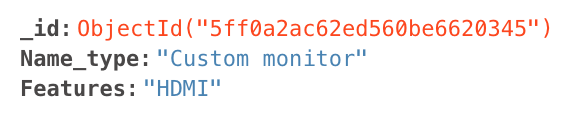 _id: ObjectId("5ff0a2ac62ed560be6620345")
Name_type: "Custom monitor"
Features: "HDMI"